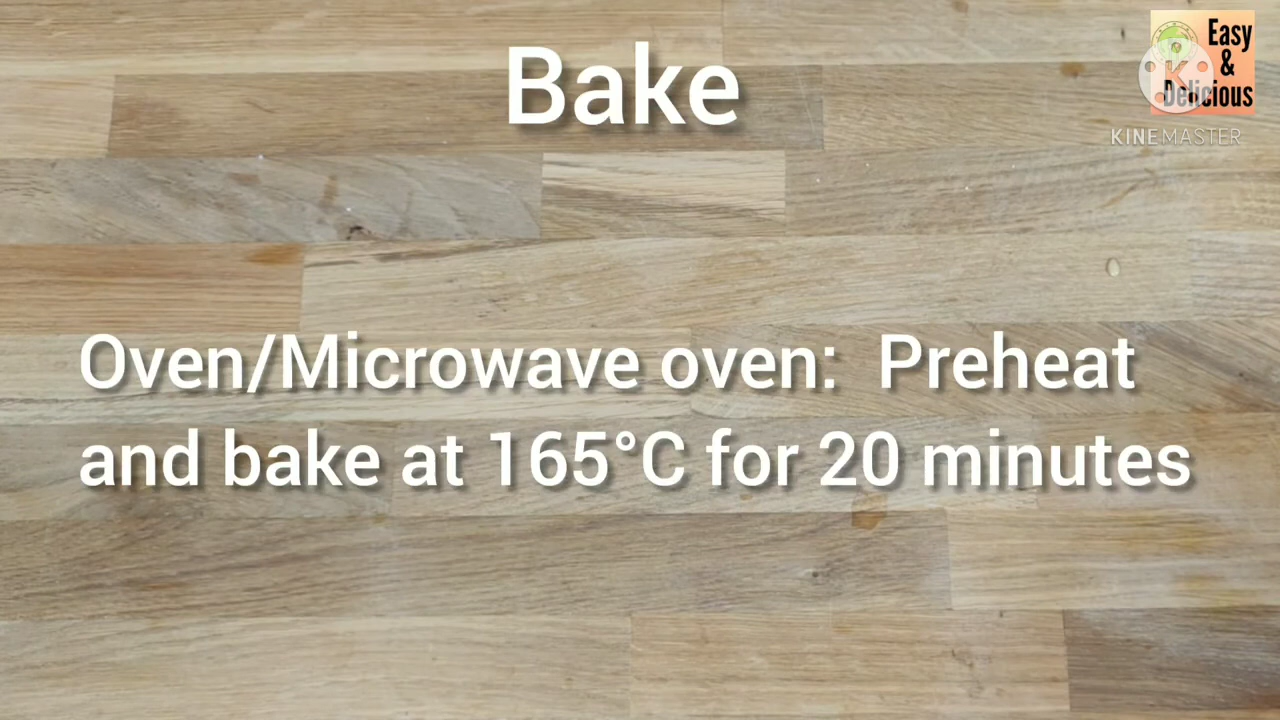 Bake
Easy
&
Delicious
KINEMASTER
Oven/Microwave oven: Preheat
and bake at 165°C for 20 minutes